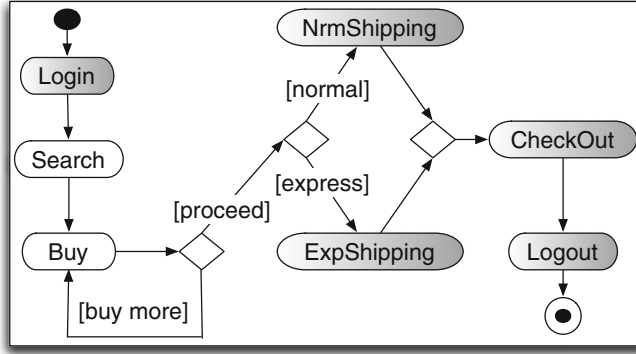 NrmShipping
Login
[normal]
CheckOut
Search
[express]
[proceed]
Buy
ExpShipping
Logout
[buy more]